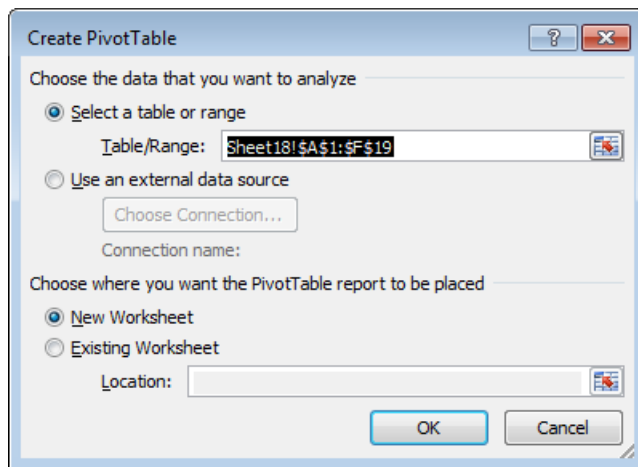 Create PivotTable
?
Choose the data that you want to analyze
Select a table or range
Table/Range: Sheet18!$A$1:$F$19
Use an external data source
Choose Connection...
Connection name:
Choose where you want the PivotTable report to be placed
New Worksheet
Existing Worksheet
Location:
OK Cancel